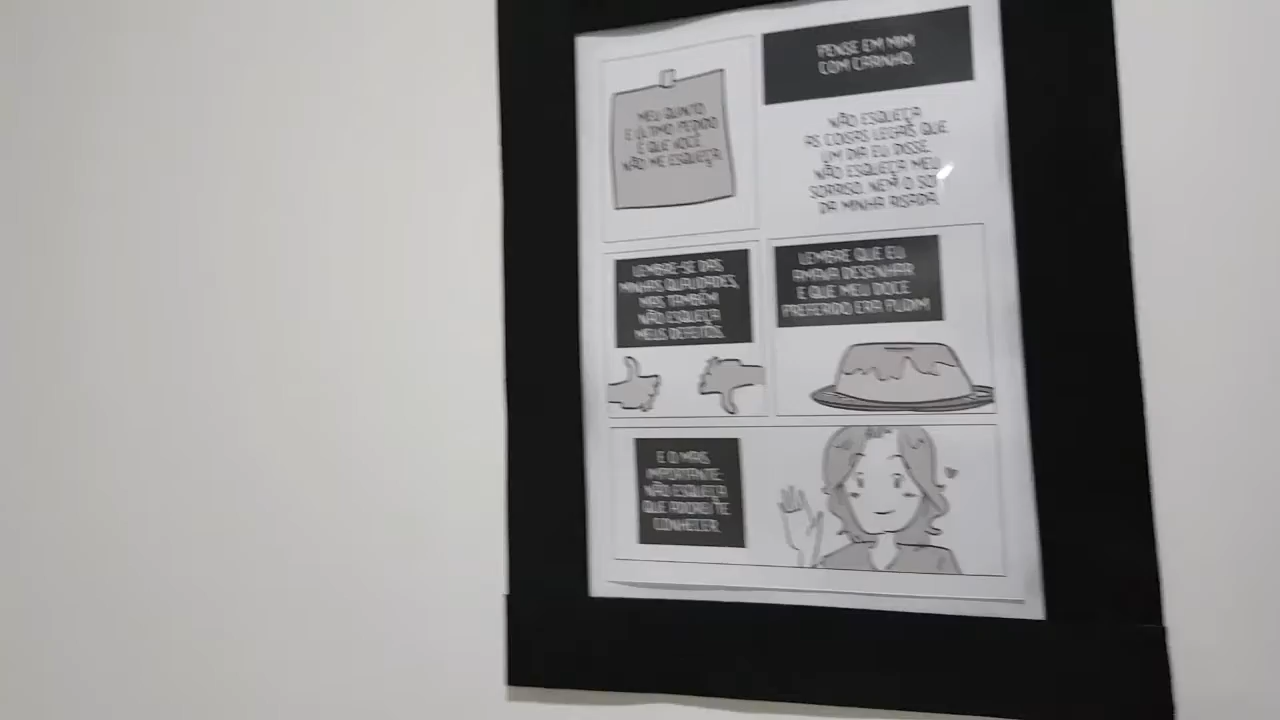 MEU QUINTO
E ÚLTIMO PEDIDO
É QUE VOCÊ
NÃO ME ESQUEÇA.
PENSE EM MIM
COM CARINHO.
NÃO ESQUEÇA
AS COISAS LEGAIS QUE
UM DIA EU DISSE.
NÃO ESQUEÇA MEU
SORRISO, NEM O SOM
DA MINHA RISADA.
LEMBRE-SE DAS
MINHAS QUALIDADES,
MAS TAMBÉM
NÃO ESQUEÇA
MEUS DEFEITOS.
LEMBRE QUE EU
AMAVA DESENHAR
E QUE MEU DOCE
PREFERIDO ERA PUDIM
E O MAIS
IMPORTANTE:
NÃO ESQUEÇA
QUE ADOREI TE
CONHECER.